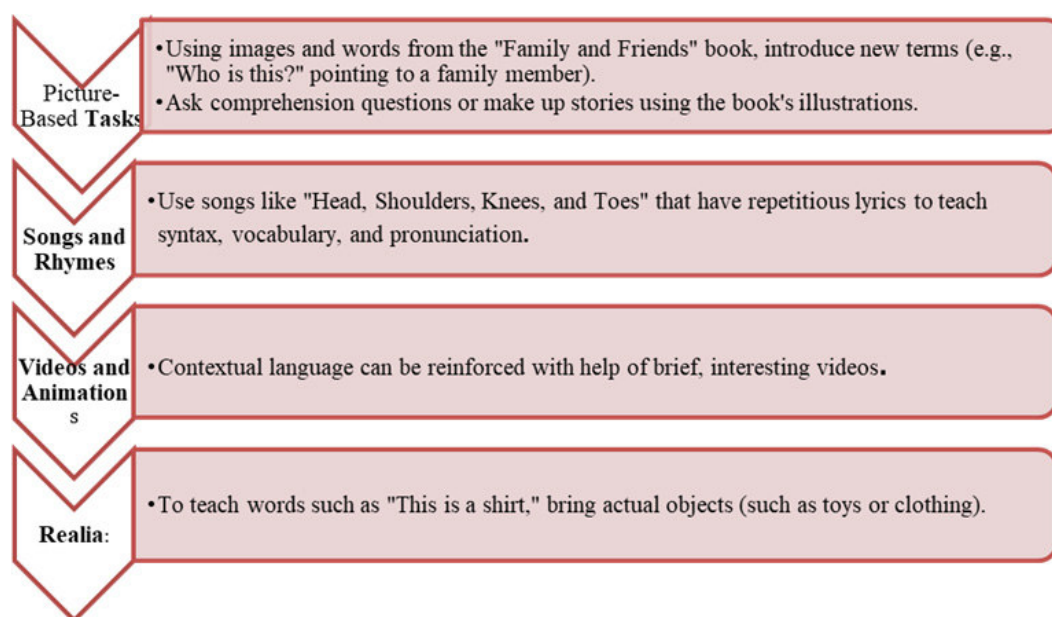 Picture-
Based Tasks
•Using images and words from the "Family and Friends" book, introduce new terms (e.g.,
"Who is this?" pointing to a family member).
•Ask comprehension questions or make up stories using the book's illustrations.
Songs and
Rhymes
•Use songs like "Head, Shoulders, Knees, and Toes" that have repetitious lyrics to teach
syntax, vocabulary, and pronunciation.
Videos and
Animation
s
•Contextual language can be reinforced with help of brief, interesting videos.
Realia:
•To teach words such as "This is a shirt," bring actual objects (such as toys or clothing).